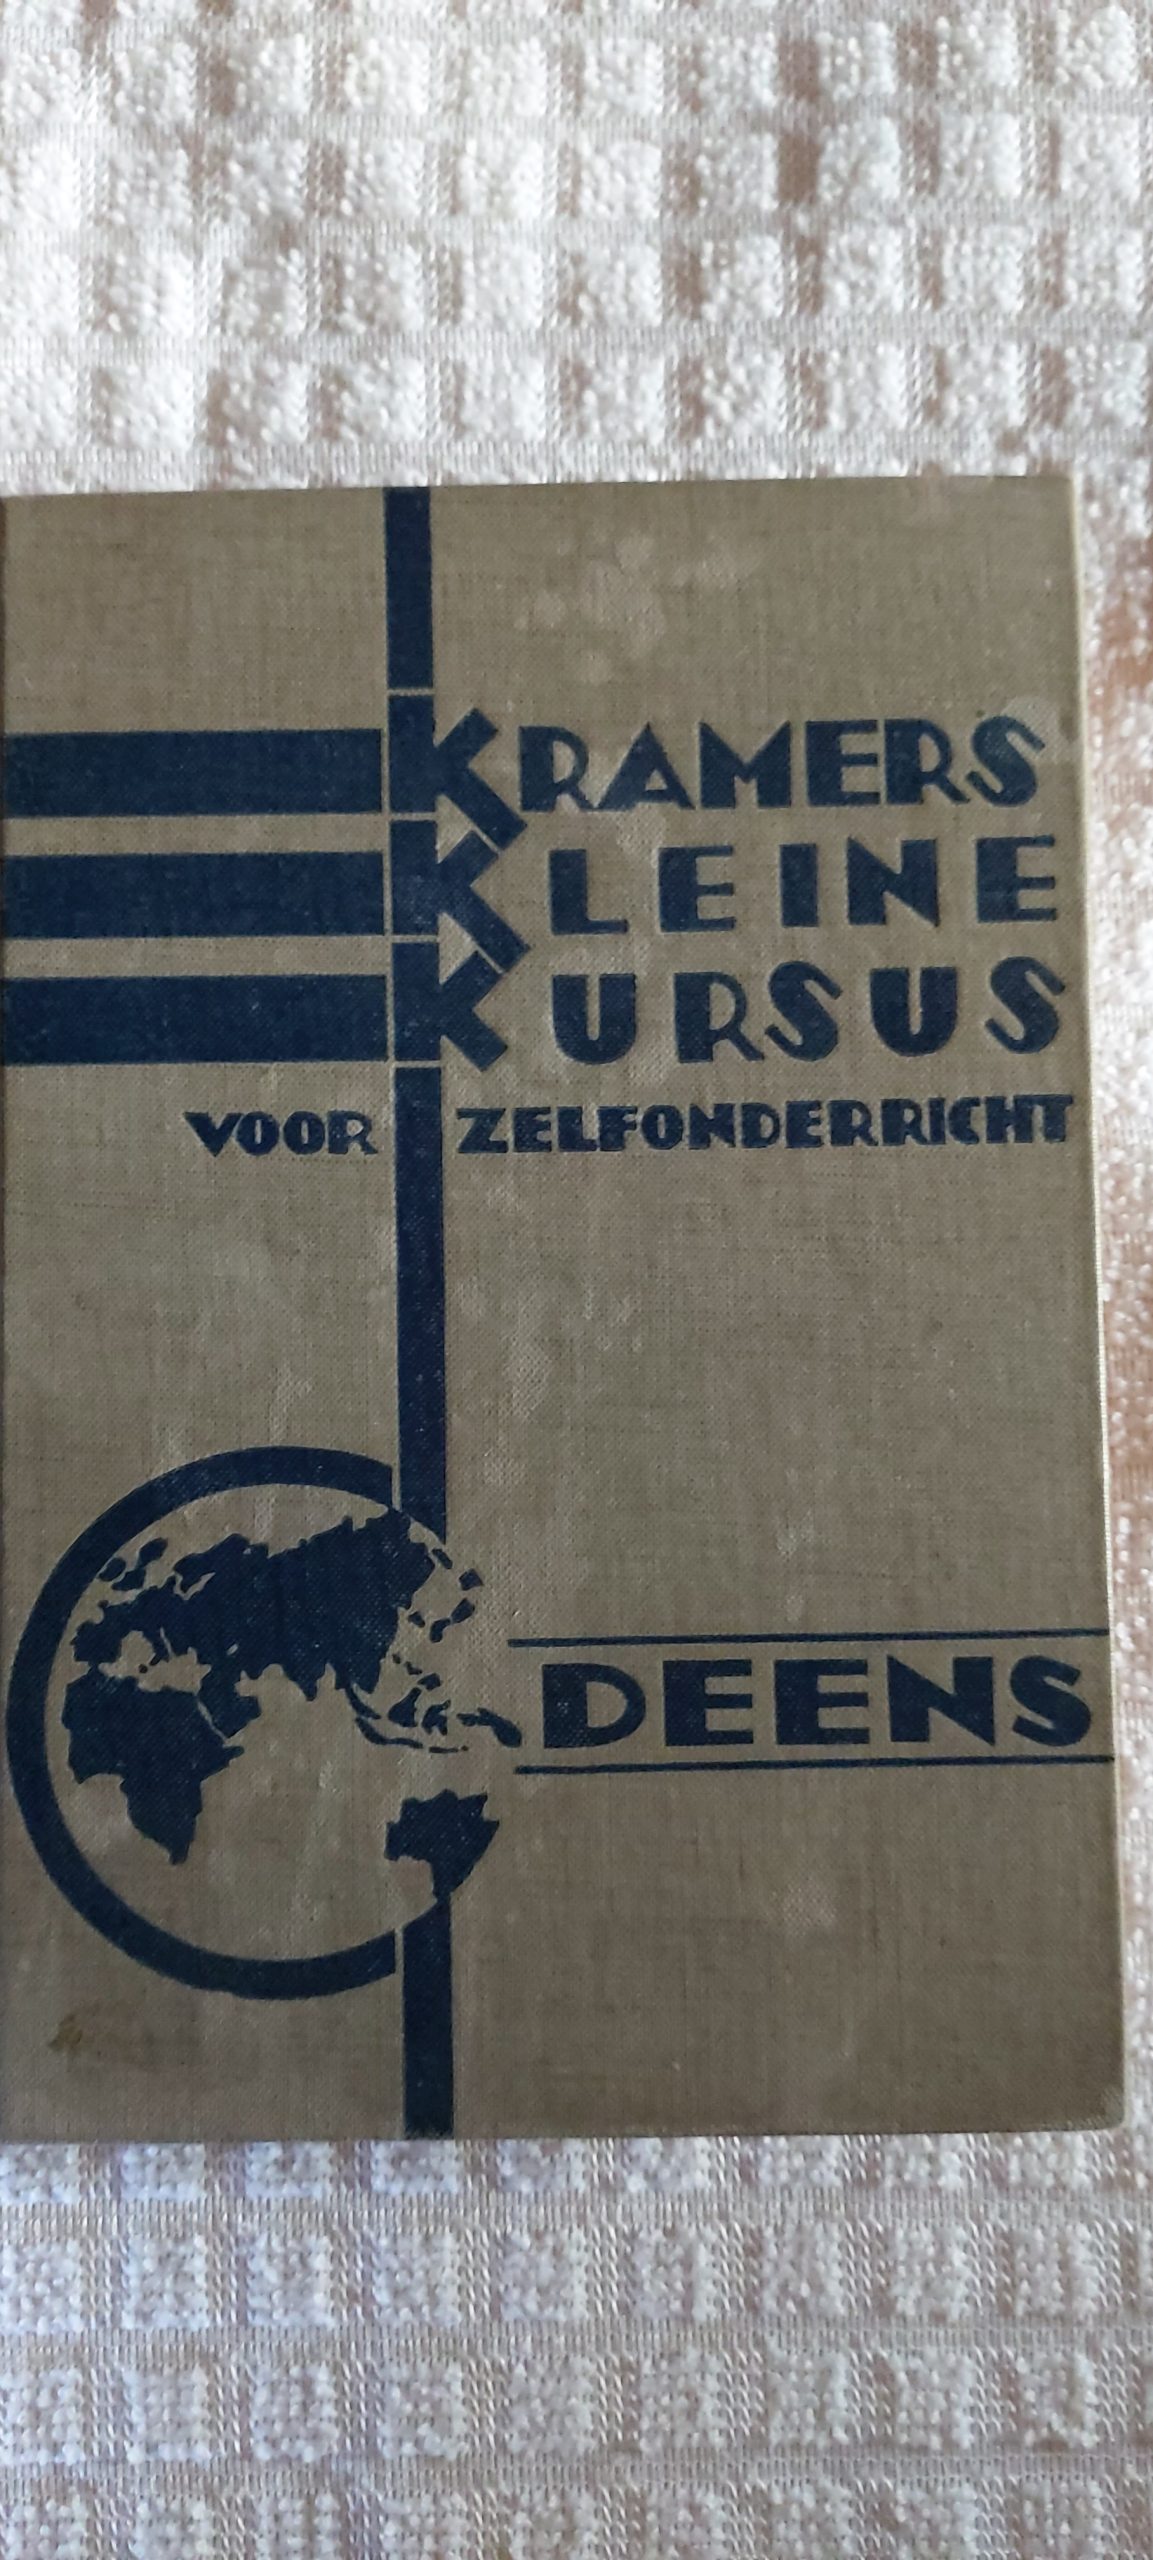 KRAMERS
KLEINE
KURSUS
VOOR ZELFONDERRICHT
DEENS